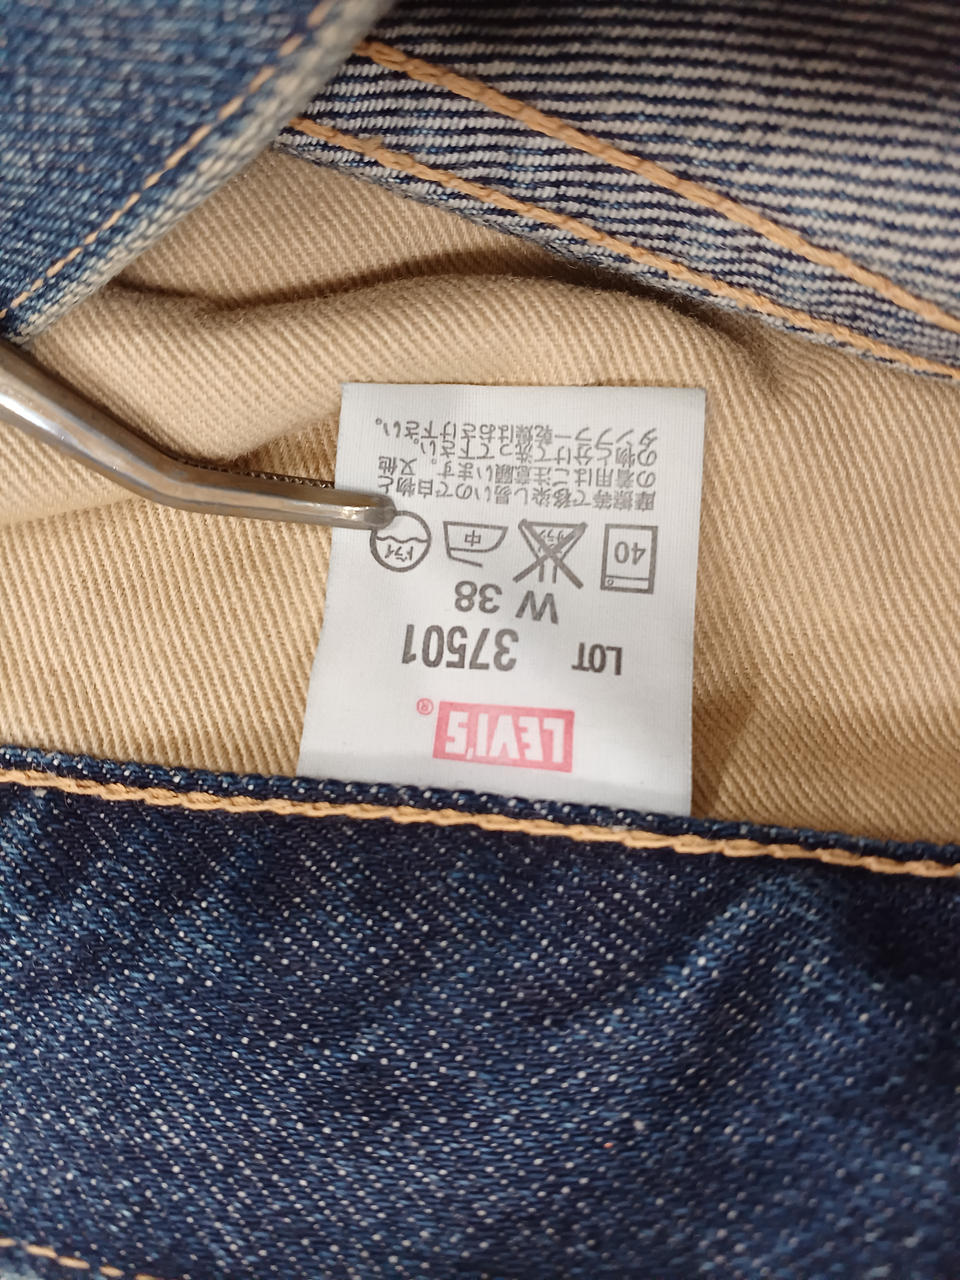 LEVI'S ®
LOT 37501
W 38
40 中 ドライ
摩擦等で移染し易いので白物と
の着用はご注意願います。又他
の物と分けて洗って下さい。
タンブラー乾燥はおさけ下さい。